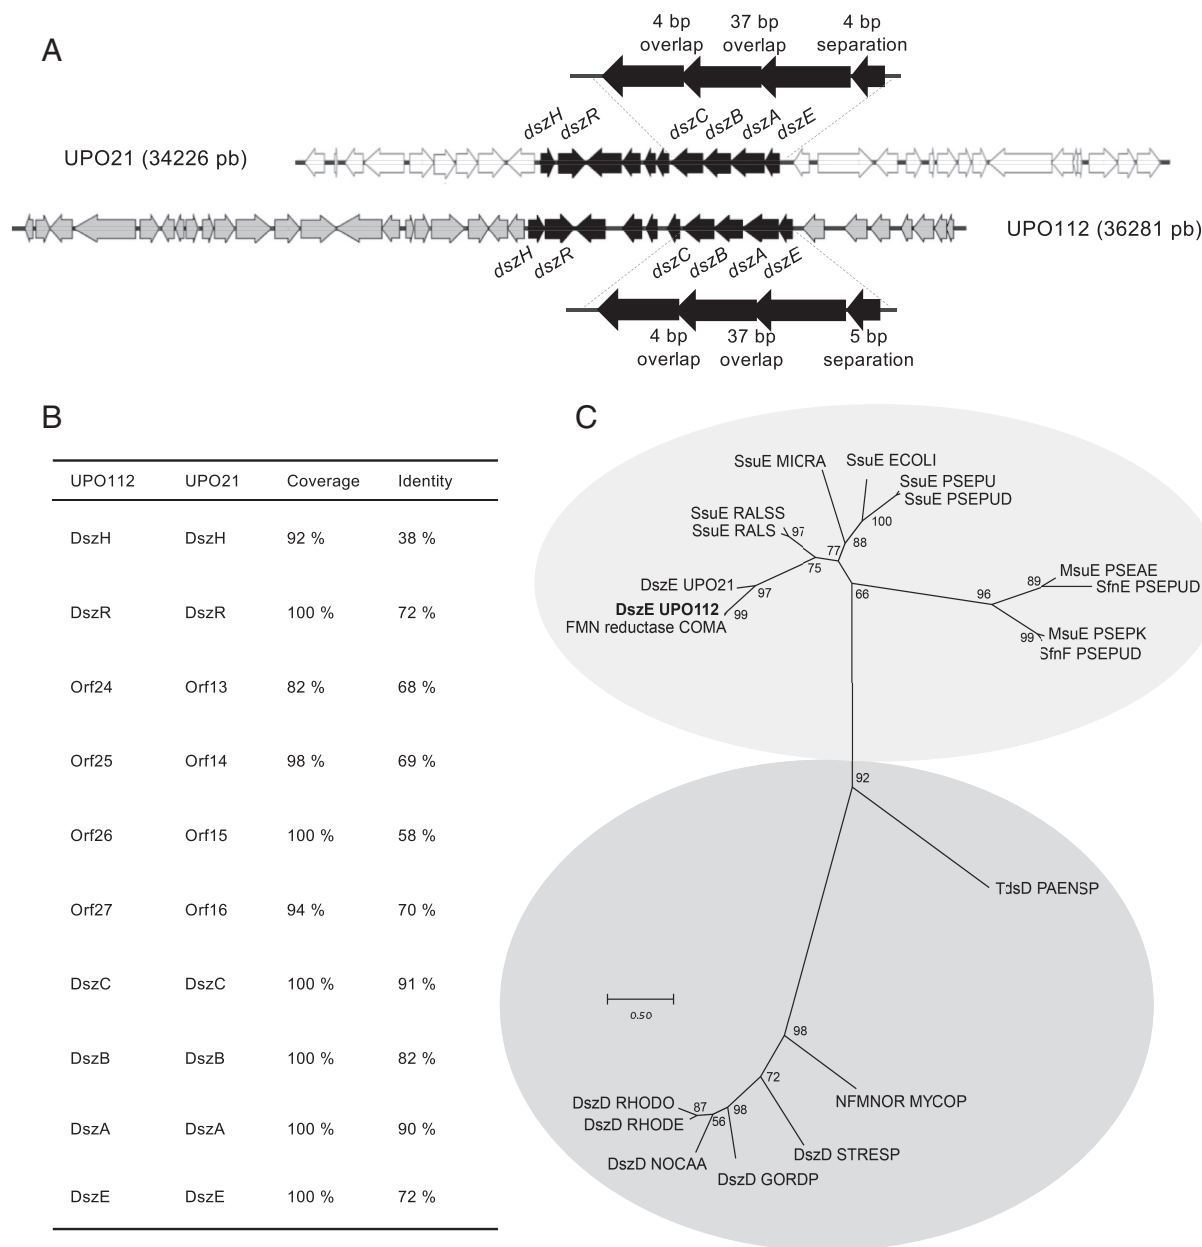 A
4 bp overlap
37 bp overlap
4 bp separation
dszH
dszR
dszC
dszB
dszA
dszE
UPO21 (34226 pb)
UPO112 (36281 pb)
dszH
dszR
dszC
dszB
dszA
dszE
4 bp overlap
37 bp overlap
5 bp separation
B
UPO112 UPO21 Coverage Identity
DszH DszH 92 % 38 %
DszR DszR 100 % 72 %
Orf24 Orf13 82 % 68 %
Orf25 Orf14 98 % 69 %
Orf26 Orf15 100 % 58 %
Orf27 Orf16 94 % 70 %
DszC DszC 100 % 91 %
DszB DszB 100 % 82 %
DszA DszA 100 % 90 %
DszE DszE 100 % 72 %
C
SsuE MICRA
SsuE ECOLI
SsuE PSEPU
SsuE PSEPUD
100
SsuE RALSS
SsuE RALS
97
77
88
75
DszE UPO21
97
DszE UPO112
99
FMN reductase COMA
66
96
89
MsuE PSEAE
SfnE PSEPUD
99
MsuE PSEPK
SfnF PSEPUD
92
TdsD PAENSP
0.50
98
NFMNOR MYCOP
72
DszD STRESP
98
DszD GORDP
56
87
DszD RHODO
DszD RHODE
DszD NOCAA